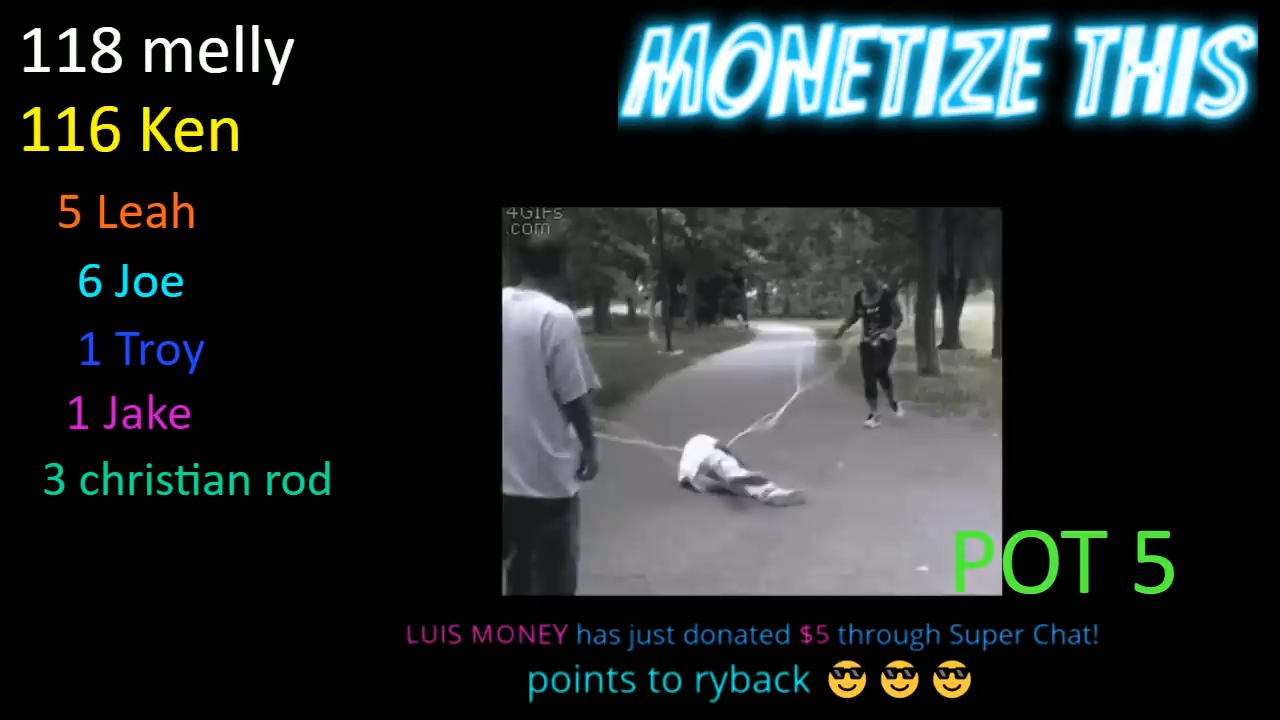 118 melly
116 Ken
5 Leah
6 Joe
1 Troy
1 Jake
3 christian rod
MONETIZE THIS
4GIFs
.com
POT 5
LUIS MONEY has just donated $5 through Super Chat!
points to ryback 😎 😎 😎